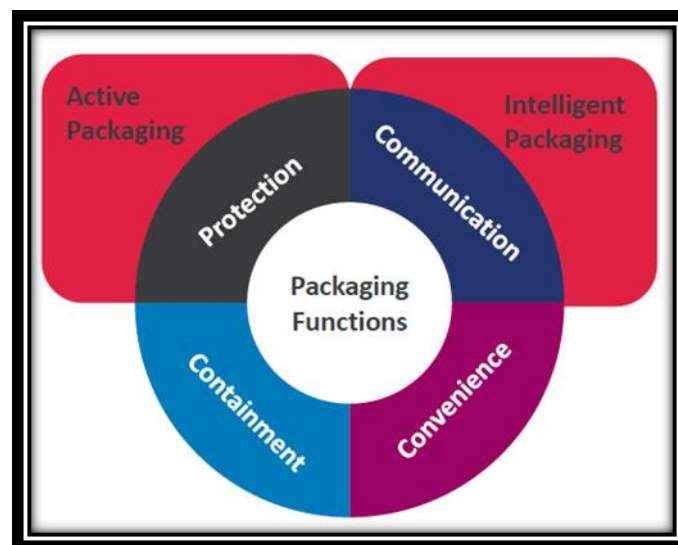 Active
Packaging
Intelligent
Packaging
Protection
Communication
Packaging
Functions
Containment
Convenience